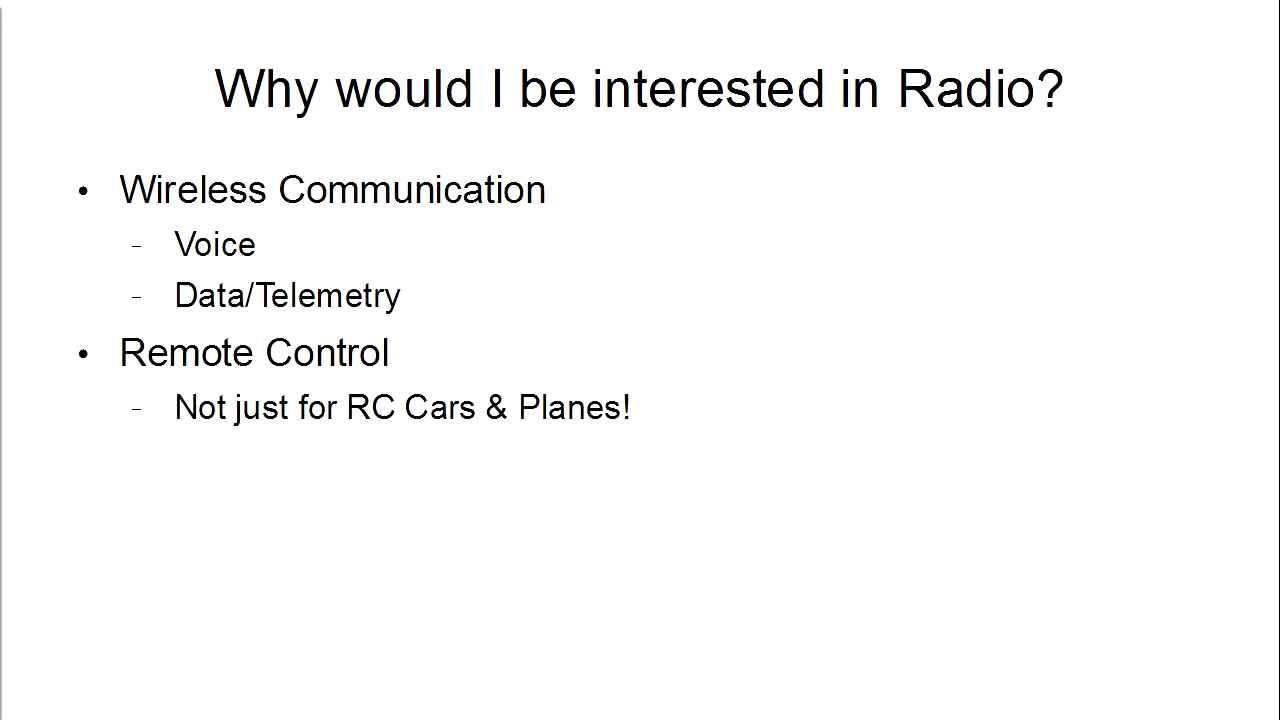 Why would I be interested in Radio?
• Wireless Communication
- Voice
- Data/Telemetry
• Remote Control
- Not just for RC Cars & Planes!